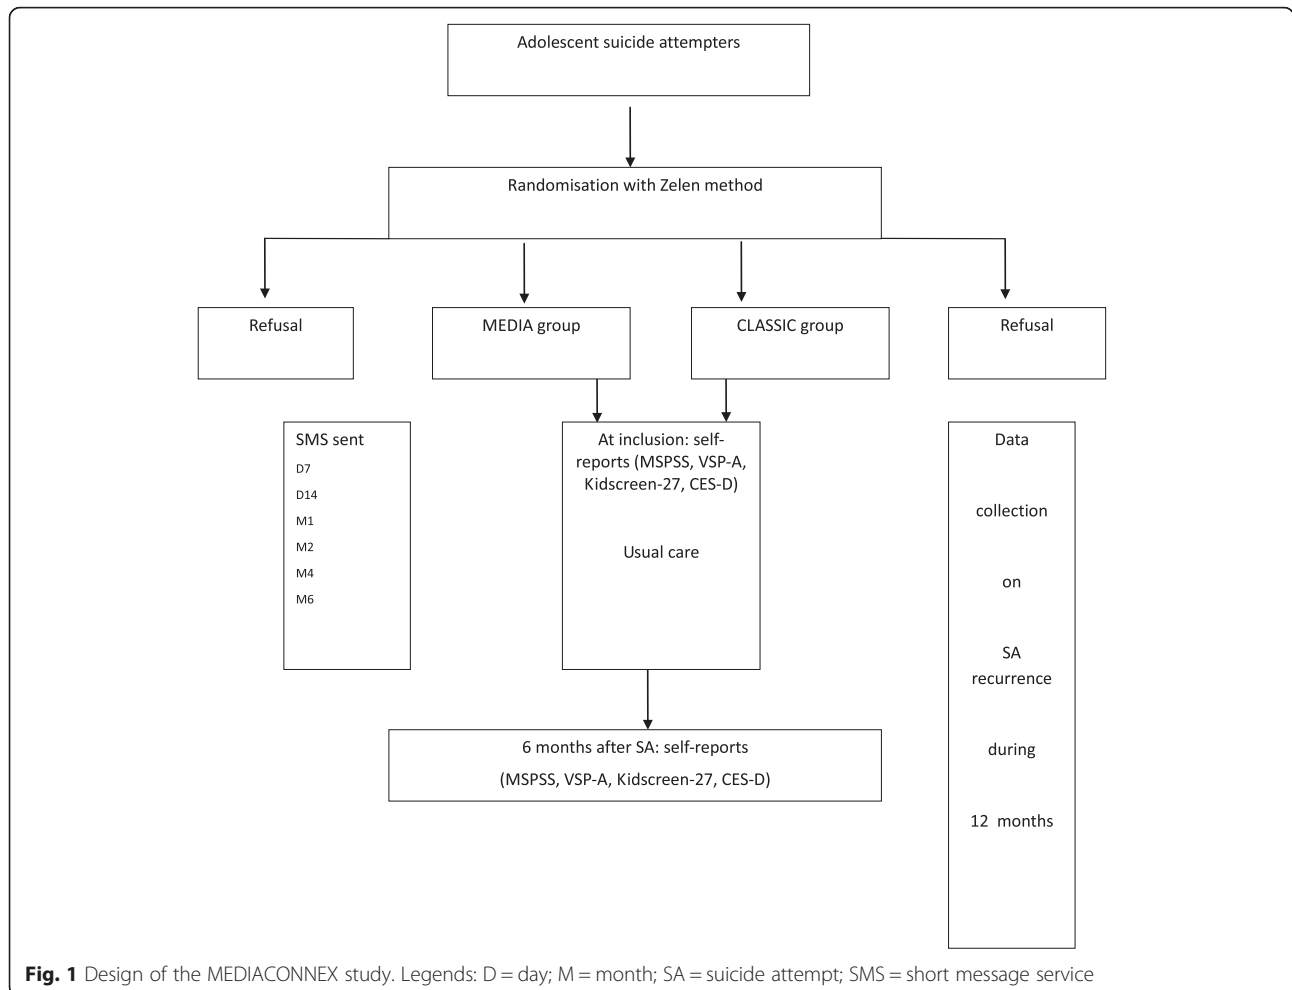 Adolescent suicide attempters
Randomisation with Zelen method
Refusal
MEDIA group
CLASSIC group
Refusal
SMS sent
D7
D14
M1
M2
M4
M6
At inclusion: self-
reports (MSPSS, VSP-A,
Kidscreen-27, CES-D)
Usual care
Data
collection
on
SA
recurrence
during
12 months
6 months after SA: self-reports
(MSPSS, VSP-A, Kidscreen-27, CES-D)
Fig. 1 Design of the MEDIACONNEX study. Legends: D = day; M = month; SA = suicide attempt; SMS = short message service